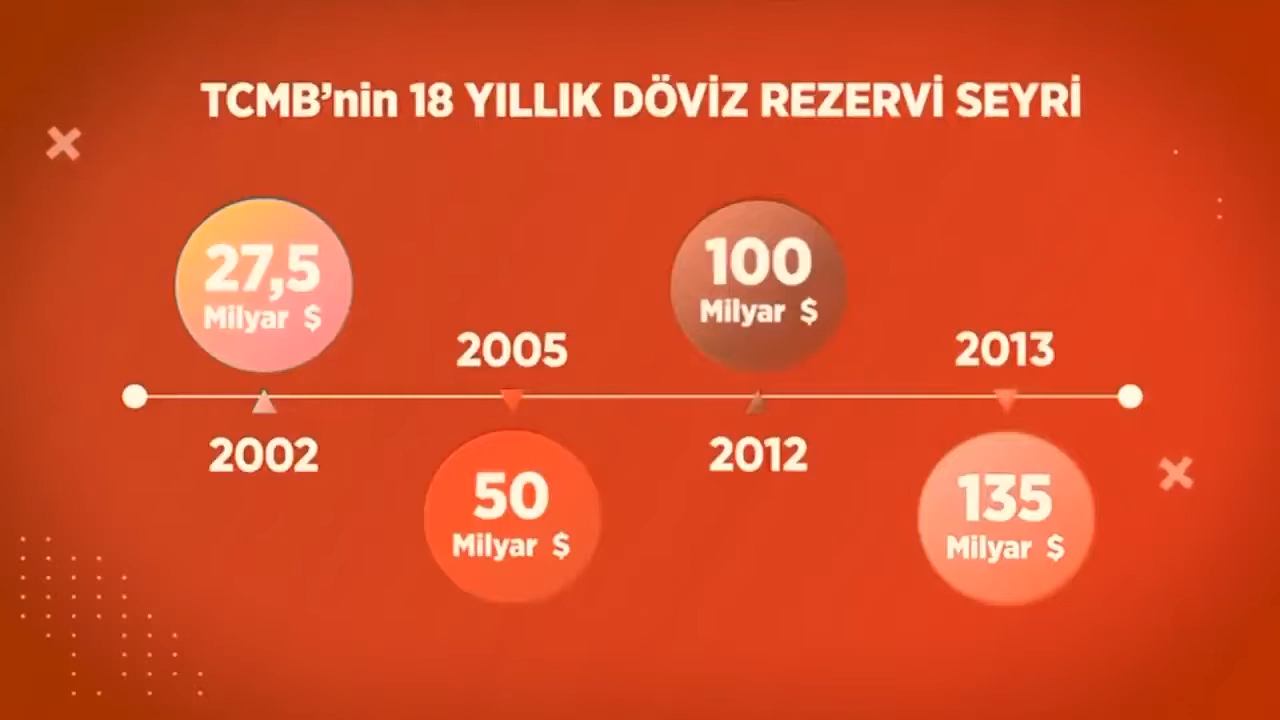 TCMB'nin 18 YILLIK DÖVİZ REZERVİ SEYRİ
27,5
Milyar $
2002
2005
50
Milyar $
100
Milyar $
2012
2013
135
Milyar $